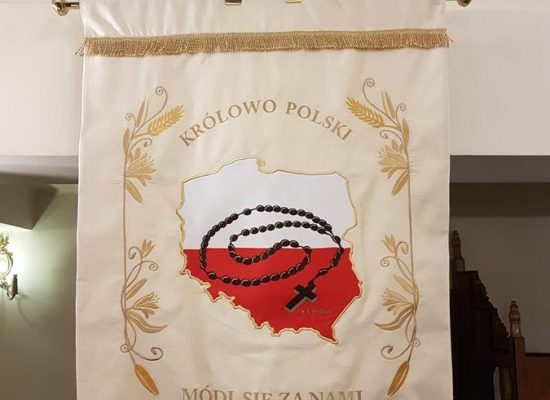 KRÓLOWO POLSKI
MÓDL SIĘ ZA NAMI